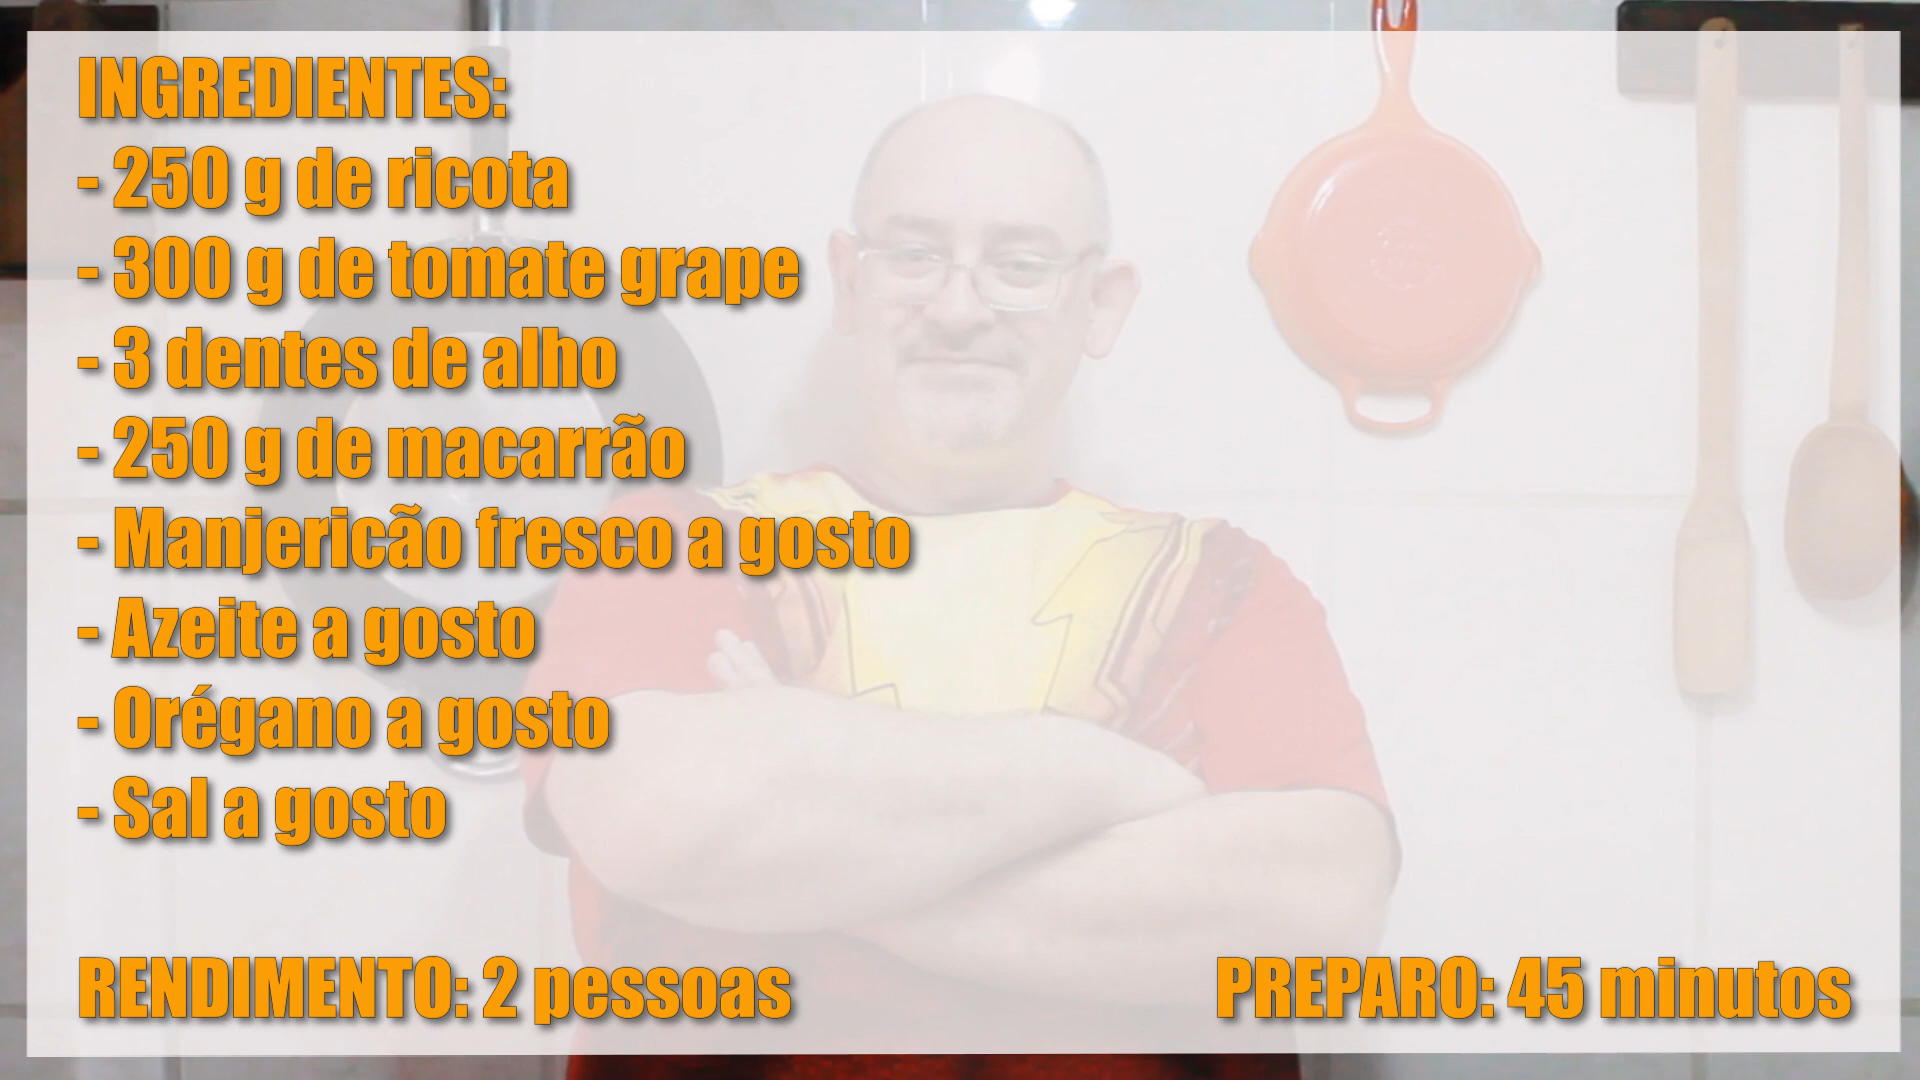 INGREDIENTES:
- 250 g de ricota
- 300 g de tomate grape
- 3 dentes de alho
- 250 g de macarrão
- Manjericão fresco a gosto
- Azeite a gosto
- Orégano a gosto
- Sal a gosto
RENDIMENTO: 2 pessoas
PREPARO: 45 minutos